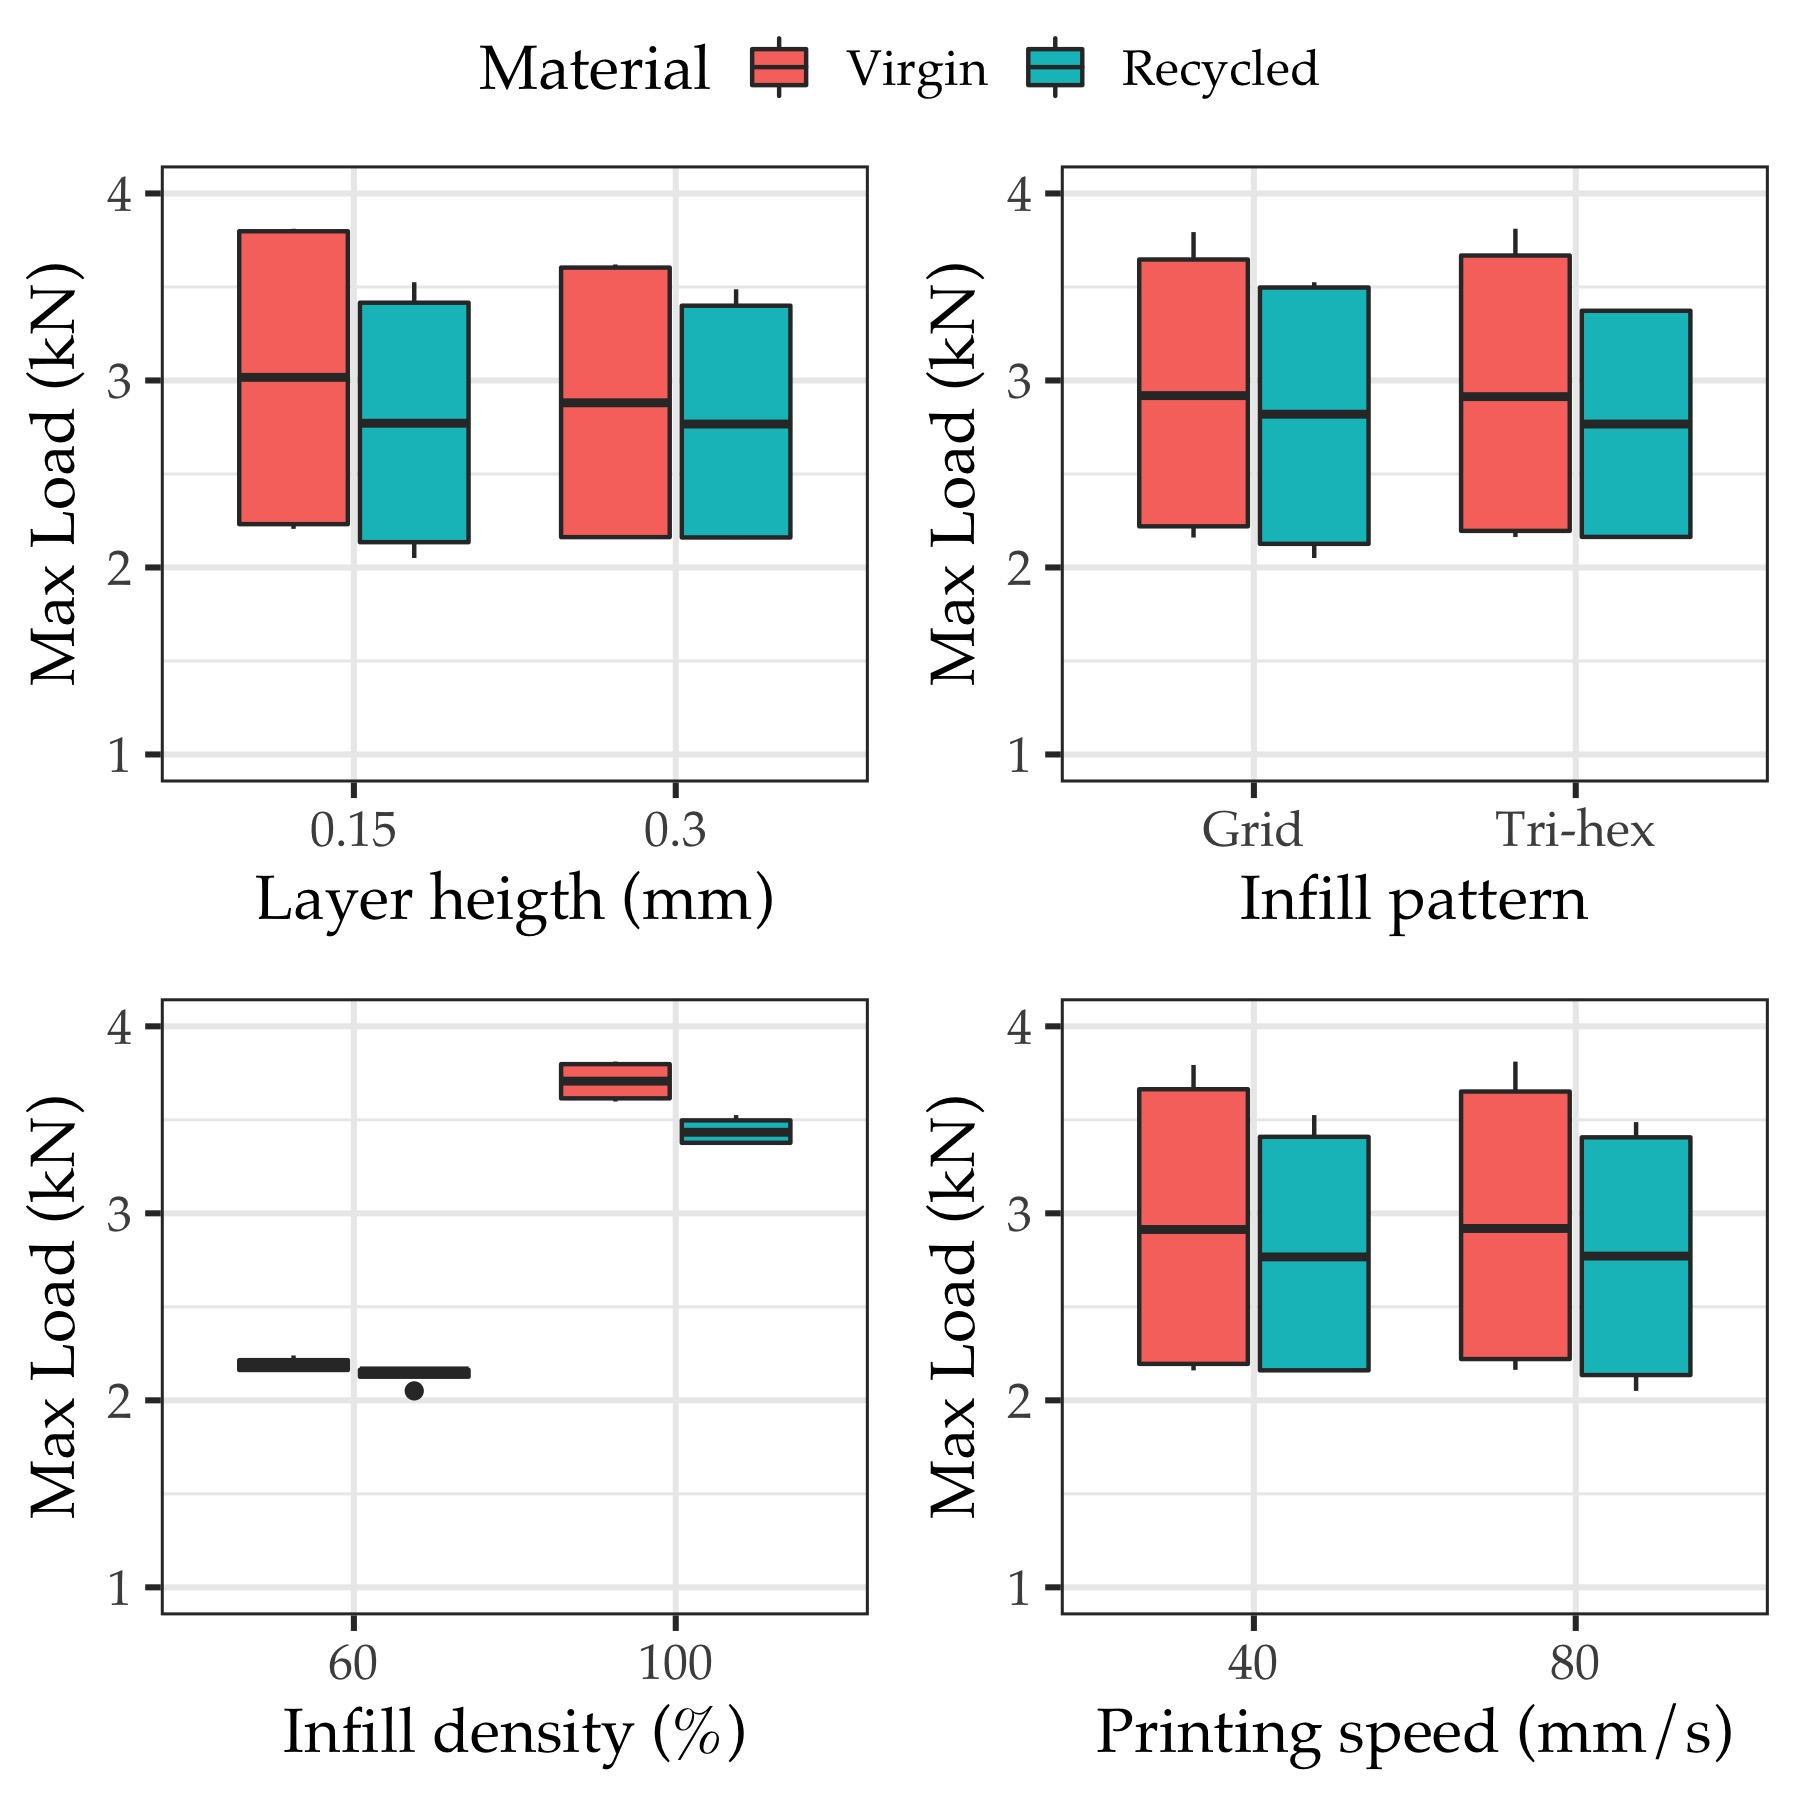 Material Virgin Recycled
Max Load (kN)
4
3
2
1
0.15 0.3
Layer heigth (mm)
Max Load (kN)
4
3
2
1
Grid Tri-hex
Infill pattern
Max Load (kN)
4
3
2
1
60 100
Infill density (%)
Max Load (kN)
4
3
2
1
40 80
Printing speed (mm/s)